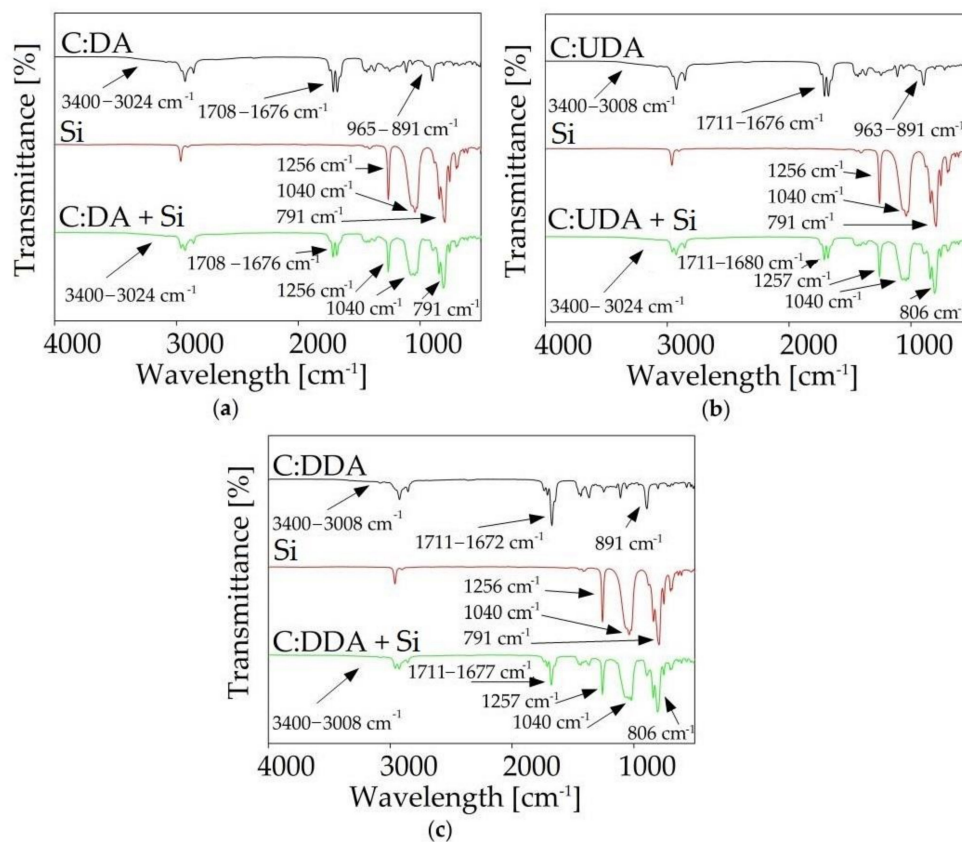 Transmittance [%]
C:DA
3400–3024 cm⁻¹
1708–1676 cm⁻¹
965–891 cm⁻¹
Si
1256 cm⁻¹
1040 cm⁻¹
791 cm⁻¹
C:DA + Si
1708–1676 cm⁻¹
3400–3024 cm⁻¹
1256 cm⁻¹
1040 cm⁻¹
791 cm⁻¹
4000 3000 2000 1000
Wavelength [cm⁻¹]
(a)
Transmittance [%]
C:UDA
3400–3008 cm⁻¹
1711–1676 cm⁻¹
963–891 cm⁻¹
Si
1256 cm⁻¹
1040 cm⁻¹
791 cm⁻¹
C:UDA + Si
1711–1680 cm⁻¹
1257 cm⁻¹
3400–3024 cm⁻¹
1040 cm⁻¹
806 cm⁻¹
4000 3000 2000 1000
Wavelength [cm⁻¹]
(b)
Transmittance [%]
C:DDA
3400–3008 cm⁻¹
1711–1672 cm⁻¹
891 cm⁻¹
Si
1256 cm⁻¹
1040 cm⁻¹
791 cm⁻¹
C:DDA + Si
1711–1677 cm⁻¹
1257 cm⁻¹
3400–3008 cm⁻¹
1040 cm⁻¹
806 cm⁻¹
4000 3000 2000 1000
Wavelength [cm⁻¹]
(c)